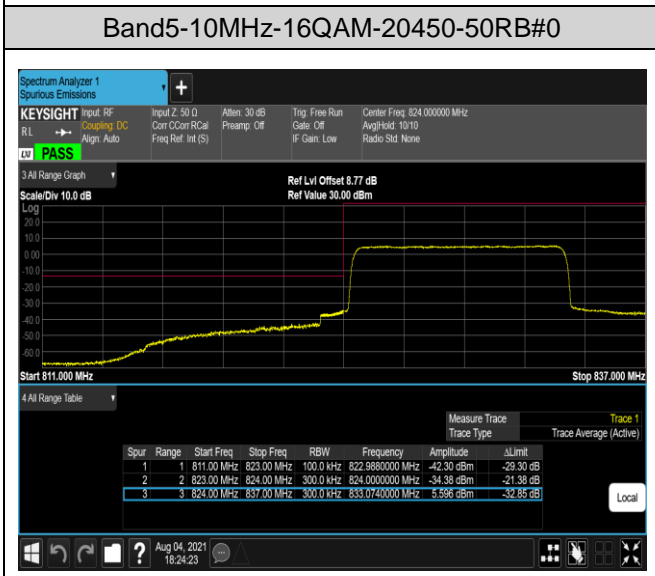 Band5-10MHz-16QAM-20450-50RB#0
Spectrum Analyzer 1
Spurious Emissions
KEYSIGHT Input: RF Input Z: 50 Ω Atten: 30 dB Trig: Free Run Center Freq: 824.000000 MHz
RL Coupling: DC Corr CCorr RCal Preamp: Off Gate: Off Avg|Hold: 10/10
Align: Auto Freq Ref: Int (S) IF Gain: Low Radio Std: None
LXI PASS
3 All Range Graph
Ref Lvl Offset 8.77 dB
Scale/Div 10.0 dB Ref Value 30.00 dBm
Log
20.0
10.0
0.00
-10.0
-20.0
-30.0
-40.0
-50.0
-60.0
Start 811.000 MHz Stop 837.000 MHz
4 All Range Table
Measure Trace Trace 1
Trace Type Trace Average (Active)
Spur Range Start Freq Stop Freq RBW Frequency Amplitude ΔLimit
1 1 811.00 MHz 823.00 MHz 100.0 kHz 822.9880000 MHz -42.30 dBm -29.30 dB
2 2 823.00 MHz 824.00 MHz 300.0 kHz 824.0000000 MHz -34.38 dBm -21.38 dB
3 3 824.00 MHz 837.00 MHz 300.0 kHz 833.0740000 MHz 5.596 dBm -32.85 dB
Local
Aug 04, 2021
18:24:23